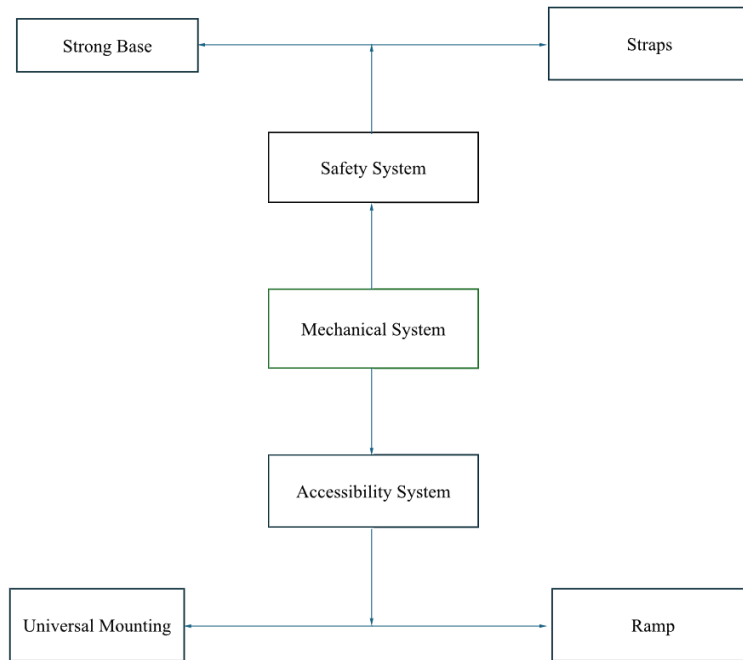 Strong Base
Straps
Safety System
Mechanical System
Accessibility System
Universal Mounting
Ramp